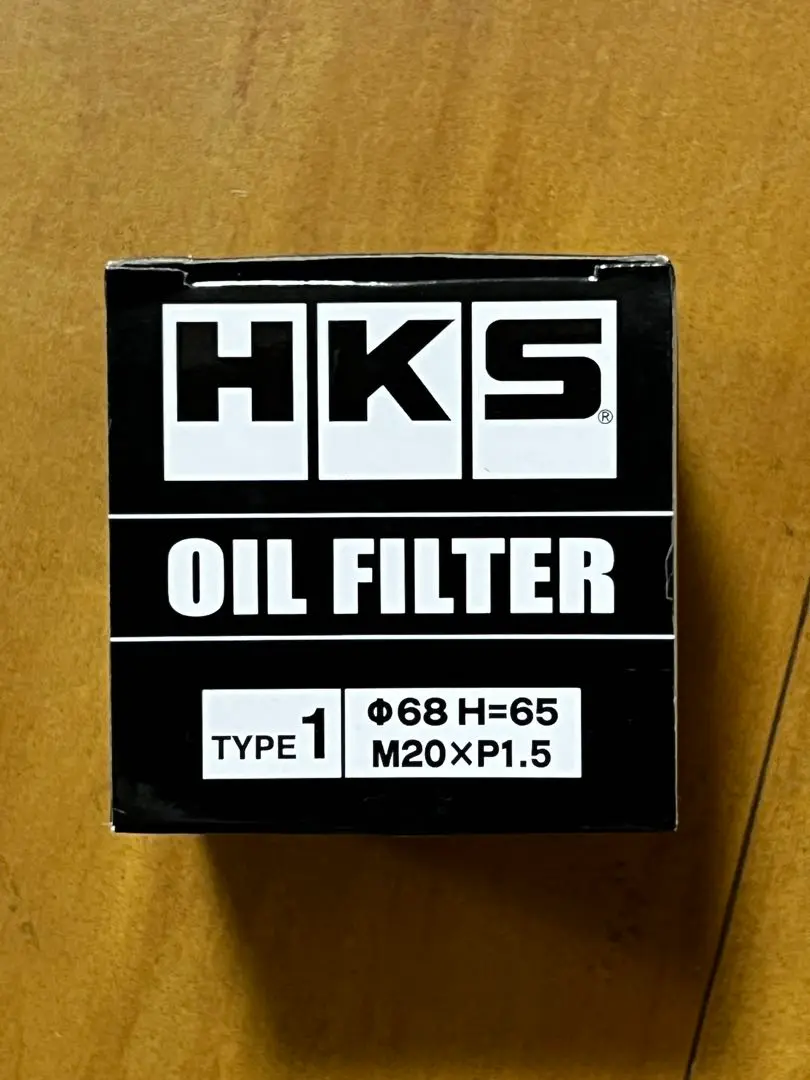 HKS®
OIL FILTER
TYPE 1
Φ68 H=65
M20×P1.5